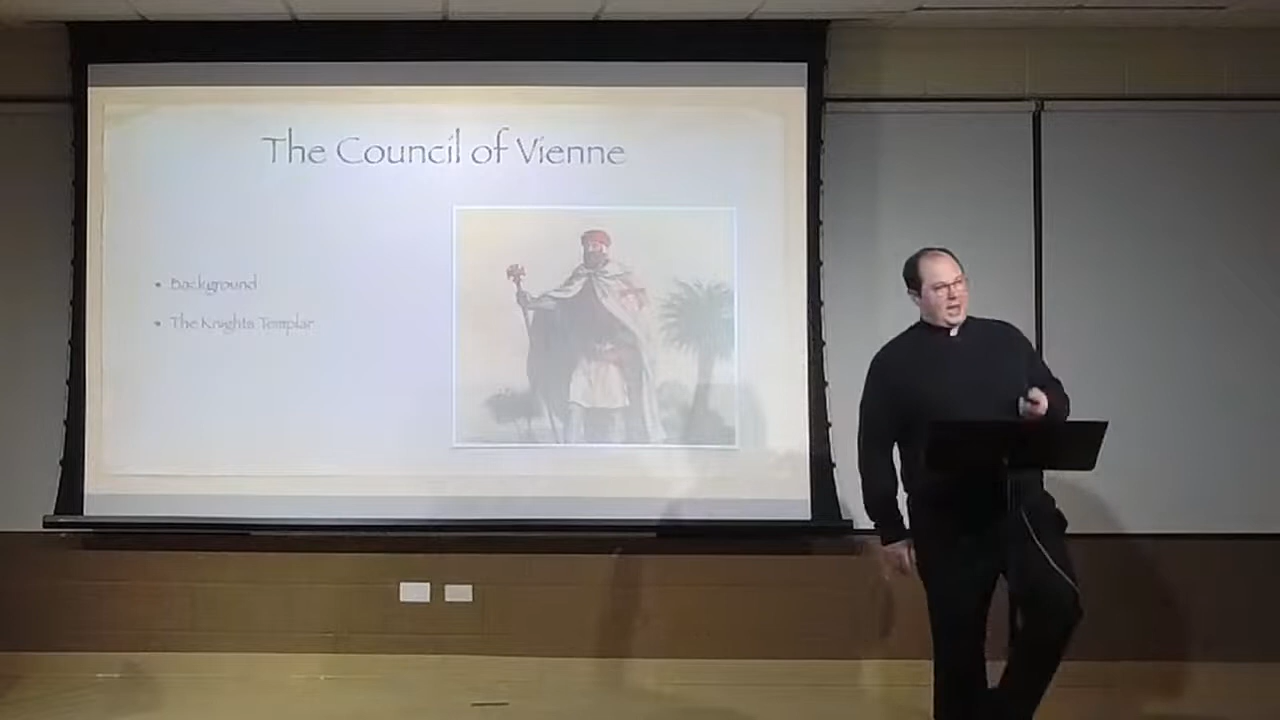 The Council of Vienne
• Background
• The Knights Templar